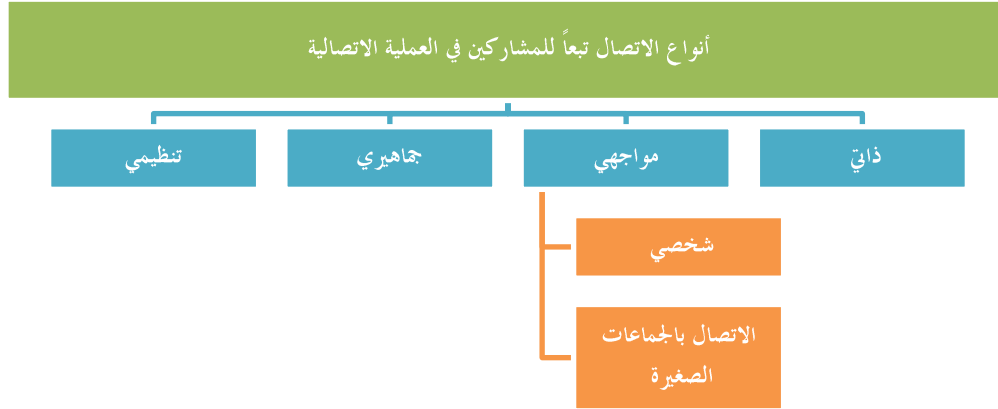 أنواع الاتصال تبعاً للمشاركين في العملية الاتصالية
ذاتي
مواجهي
جماهيري
تنظيمي
شخصي
الاتصال بالجماعات
الصغيرة